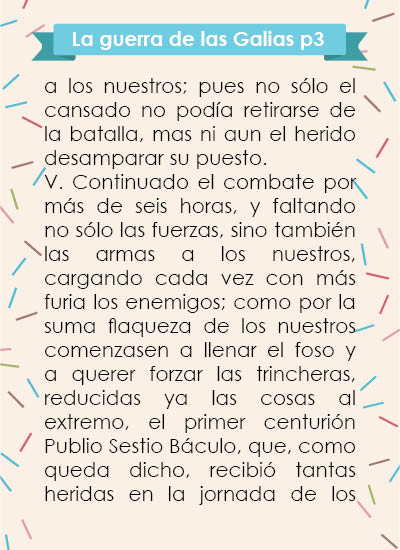 La guerra de las Galias p3
a los nuestros; pues no sólo el
cansado no podía retirarse de
la batalla, mas ni aun el herido
desamparar su puesto.
V. Continuado el combate por
más de seis horas, y faltando
no sólo las fuerzas, sino también
las armas a los nuestros,
cargando cada vez con más
furia los enemigos; como por la
suma flaqueza de los nuestros
comenzasen a llenar el foso y
a querer forzar las trincheras,
reducidas ya las cosas al
extremo, el primer centurión
Publio Sestio Báculo, que, como
queda dicho, recibió tantas
heridas en la jornada de los